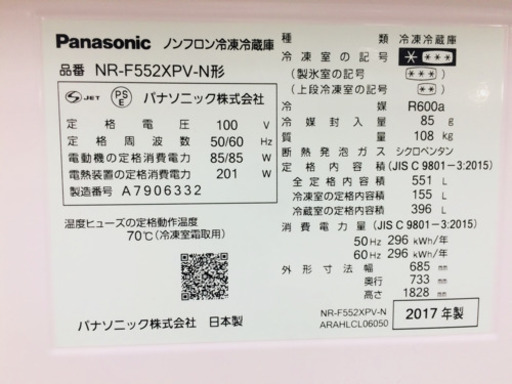 Panasonic ノンフロン冷凍冷蔵庫
品番 NR-F552XPV-N形
S JET PS E パナソニック株式会社
定格電圧 100 V
定格周波数 50/60 Hz
電動機の定格消費電力 85/85 W
電熱装置の定格消費電力 201 W
製造番号 A7906332
温度ヒューズの定格動作温度
70℃(冷凍室霜取用)
パナソニック株式会社 日本製
種類 冷凍冷蔵庫
冷凍室の記号 * ***
(製氷室の記号) (***)
(上段冷凍室の記号) (**)
冷媒 R600a
冷媒封入量 85 g
質量 108 kg
断熱発泡ガス シクロペンタン
定格内容積 (JIS C 9801-3:2015)
全定格内容積 551 L
冷凍室の定格内容積 155 L
冷蔵室の定格内容積 396 L
消費電力量 (JIS C 9801-3:2015)
50 Hz 296 kWh/年
60 Hz 296 kWh/年
外形寸法 幅 685 mm
奥行 733 mm
高さ 1828 mm
NR-F552XPV-N
ARAHLCL06050
2017年製